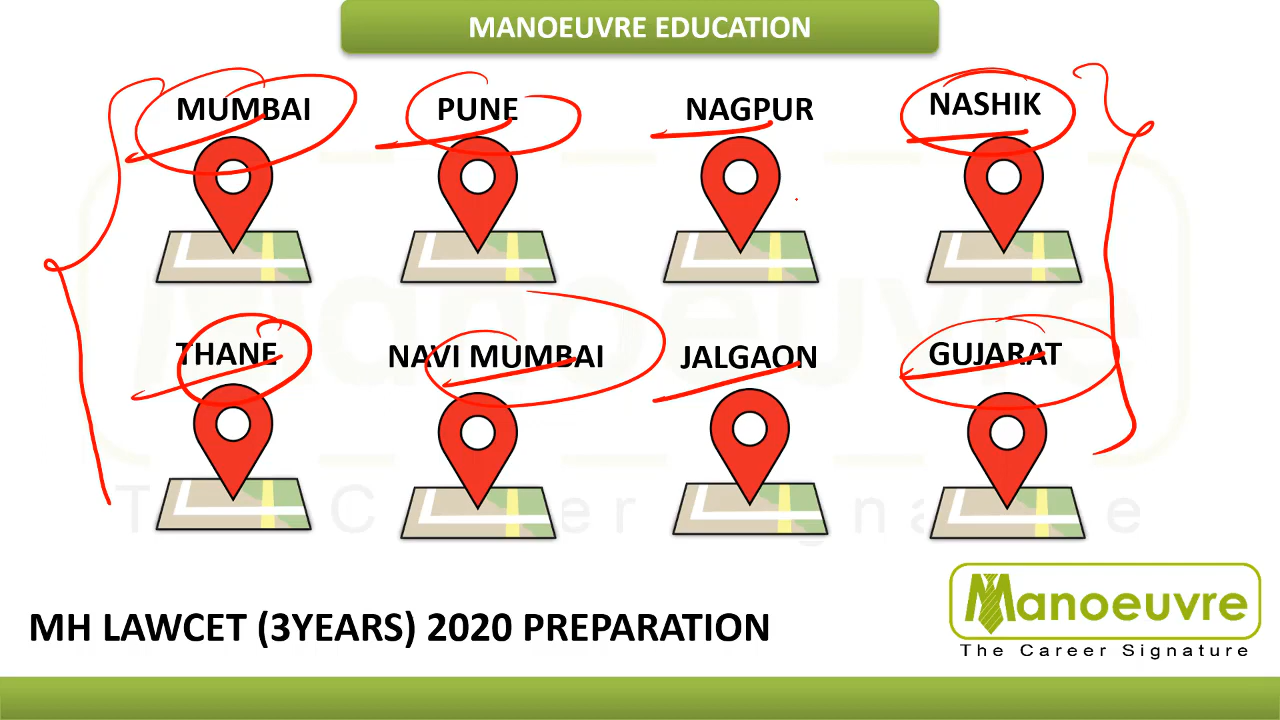 MANOEUVRE EDUCATION
MUMBAI PUNE NAGPUR NASHIK
THANE NAVI MUMBAI JALGAON GUJARAT
MH LAWCET (3YEARS) 2020 PREPARATION
Manoeuvre
The Career Signature